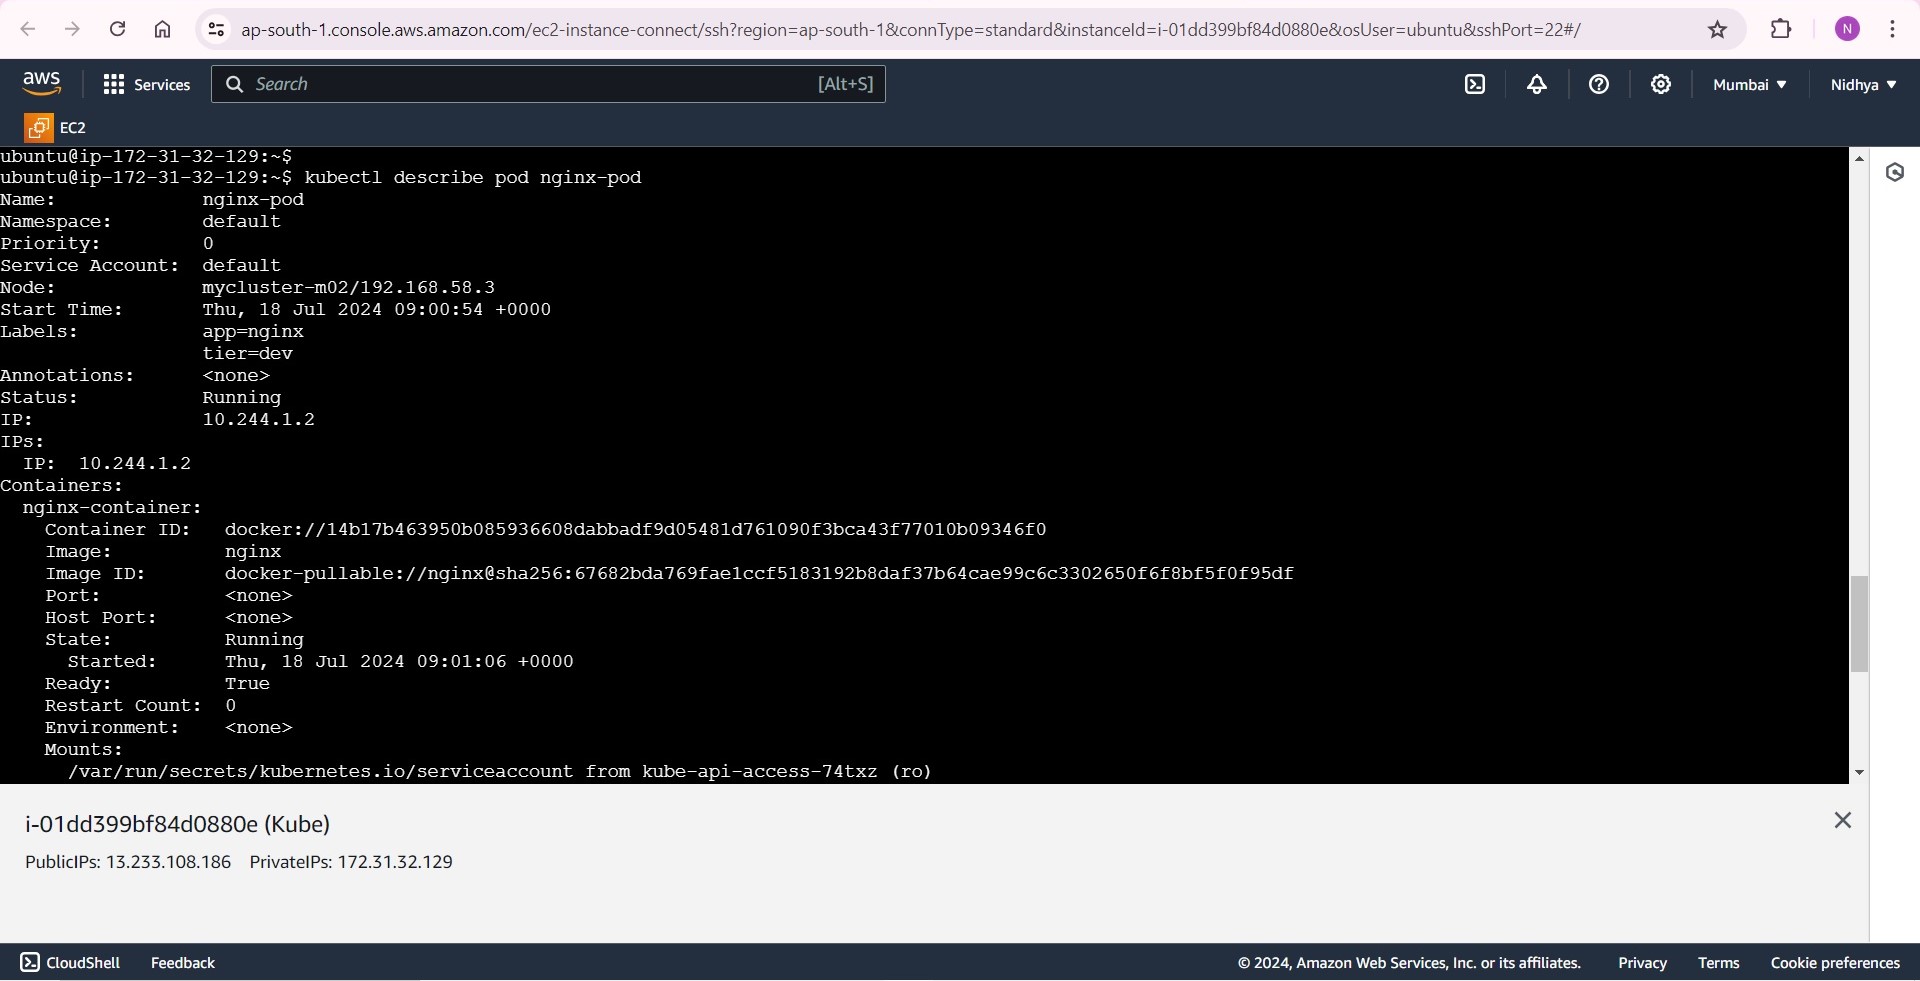 ap-south-1.console.aws.amazon.com/ec2-instance-connect/ssh?region=ap-south-1&connType=standard&instanceId=i-01dd399bf84d0880e&osUser=ubuntu&sshPort=22#/
N
aws
Services
Search
[Alt+S]
Mumbai
Nidhya
EC2
ubuntu@ip-172-31-32-129:~$
ubuntu@ip-172-31-32-129:~$ kubectl describe pod nginx-pod
Name:             nginx-pod
Namespace:        default
Priority:         0
Service Account:  default
Node:             mycluster-m02/192.168.58.3
Start Time:       Thu, 18 Jul 2024 09:00:54 +0000
Labels:           app=nginx
                  tier=dev
Annotations:      <none>
Status:           Running
IP:               10.244.1.2
IPs:
  IP:  10.244.1.2
Containers:
  nginx-container:
    Container ID:   docker://14b17b463950b085936608dabbadf9d05481d761090f3bca43f77010b09346f0
    Image:          nginx
    Image ID:       docker-pullable://nginx@sha256:67682bda769fae1ccf5183192b8daf37b64cae99c6c3302650f6f8bf5f0f95df
    Port:           <none>
    Host Port:      <none>
    State:          Running
      Started:      Thu, 18 Jul 2024 09:01:06 +0000
    Ready:          True
    Restart Count:  0
    Environment:    <none>
    Mounts:
      /var/run/secrets/kubernetes.io/serviceaccount from kube-api-access-74txz (ro)
i-01dd399bf84d0880e (Kube)
PublicIPs: 13.233.108.186 PrivateIPs: 172.31.32.129
CloudShell Feedback © 2024, Amazon Web Services, Inc. or its affiliates. Privacy Terms Cookie preferences